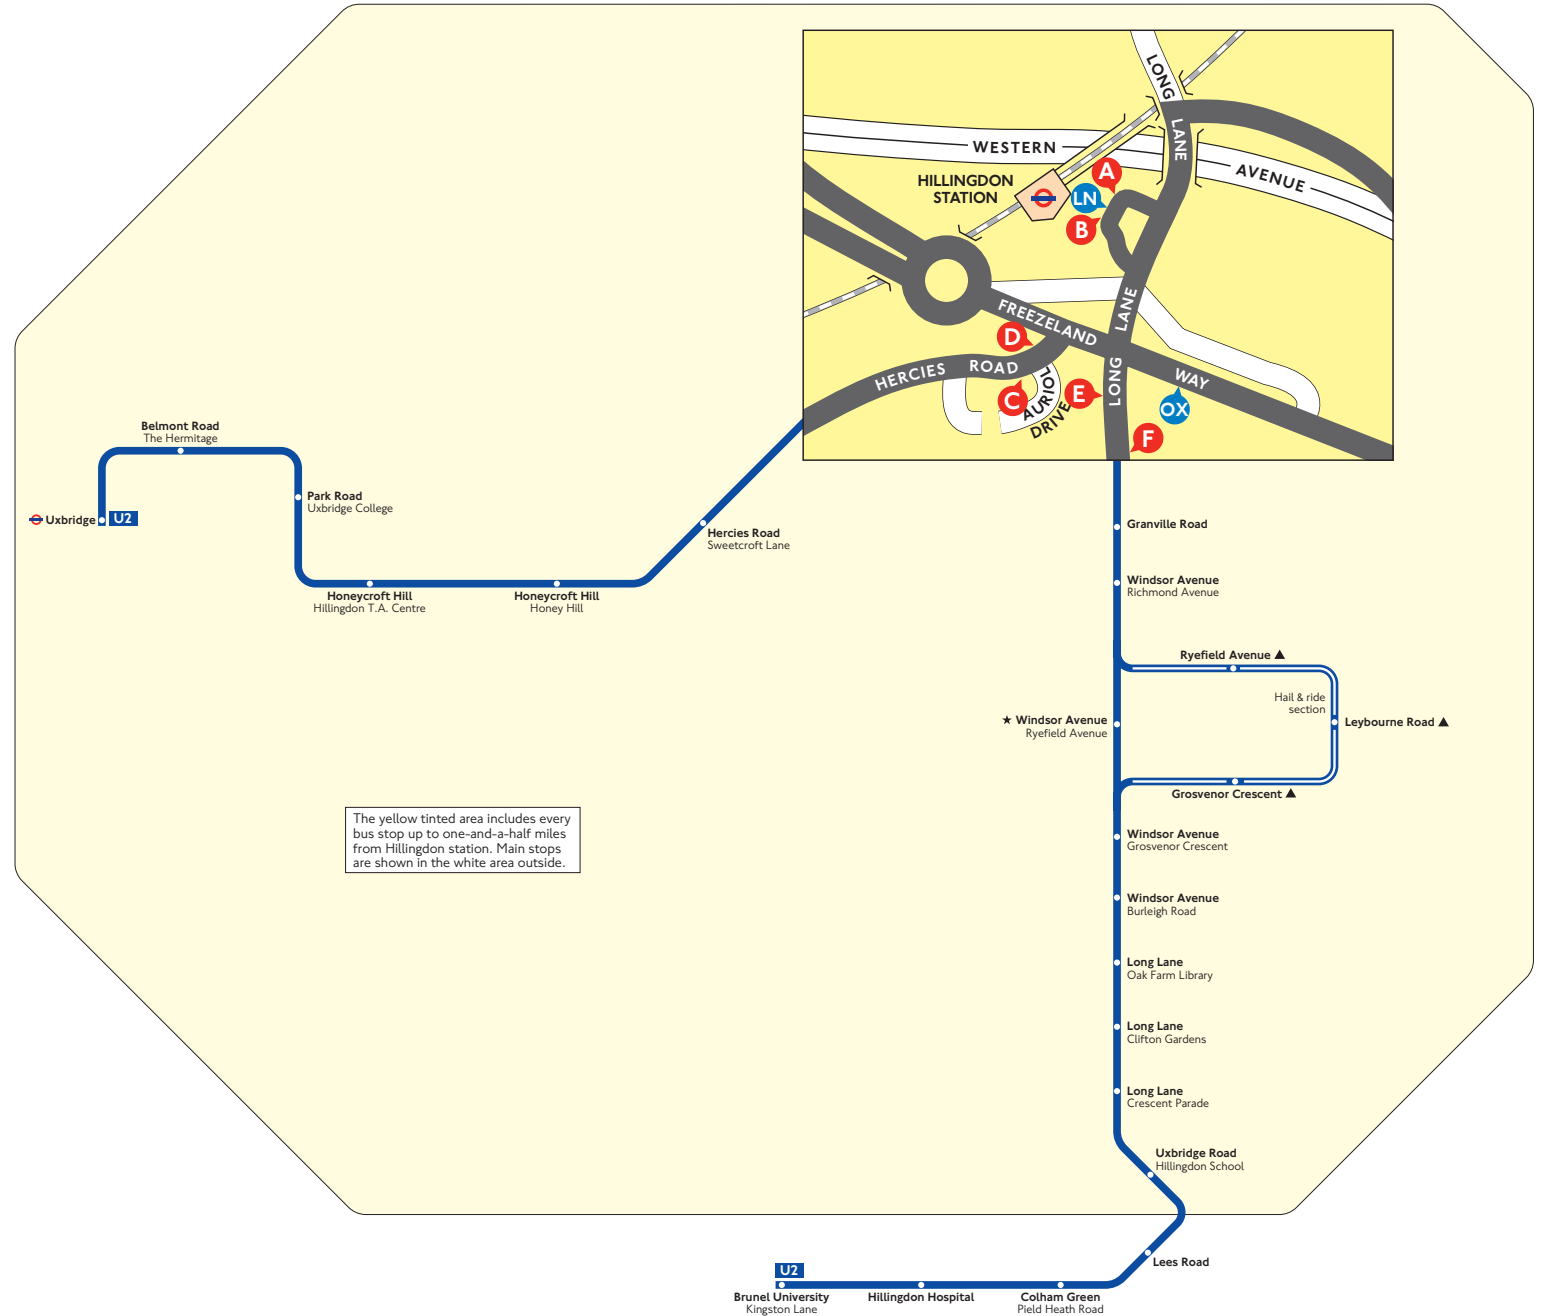 LONG
LANE
WESTERN
AVENUE
HILLINGDON
STATION
A
LN
B
LANE
FREEZELAND
D
HERCIES ROAD
LONG
WAY
C
AURIOL
DRIVE
E
OX
F
Belmont Road
The Hermitage
Park Road
Uxbridge College
Uxbridge
U2
Hercies Road
Sweetcroft Lane
Honeycroft Hill
Hillingdon T.A. Centre
Honeycroft Hill
Honey Hill
Granville Road
Windsor Avenue
Richmond Avenue
Ryefield Avenue ▲
Hail & ride
section
Leybourne Road ▲
★ Windsor Avenue
Ryefield Avenue
Grosvenor Crescent ▲
The yellow tinted area includes every
bus stop up to one-and-a-half miles
from Hillingdon station. Main stops
are shown in the white area outside.
Windsor Avenue
Grosvenor Crescent
Windsor Avenue
Burleigh Road
Long Lane
Oak Farm Library
Long Lane
Clifton Gardens
Long Lane
Crescent Parade
Uxbridge Road
Hillingdon School
Lees Road
U2
Brunel University
Kingston Lane
Hillingdon Hospital
Colham Green
Pield Heath Road